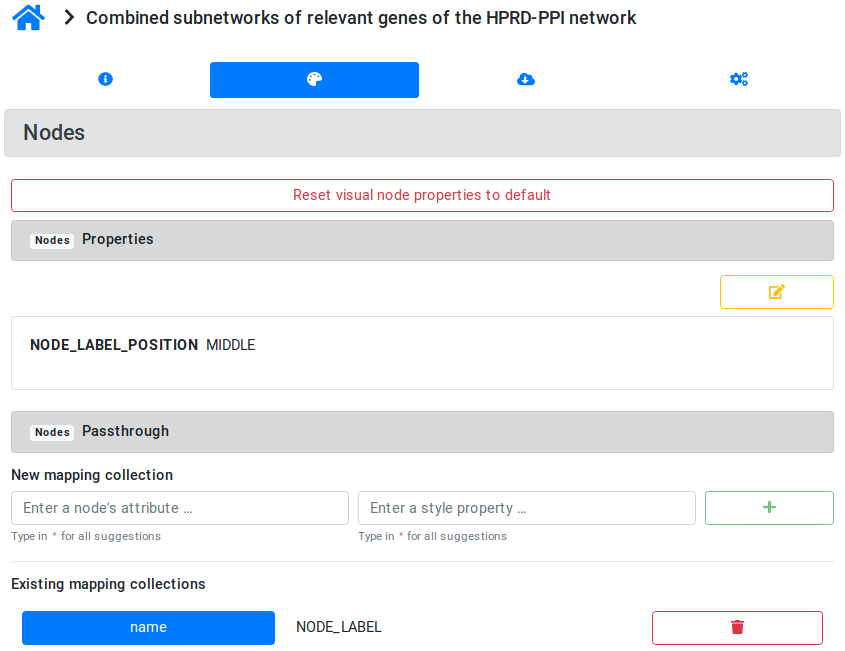 Combined subnetworks of relevant genes of the HPRD-PPI network
Nodes
Reset visual node properties to default
Nodes Properties
NODE_LABEL_POSITION MIDDLE
Nodes Passthrough
New mapping collection
Enter a node's attribute ... Enter a style property ...
Type in * for all suggestions Type in * for all suggestions
Existing mapping collections
name NODE_LABEL